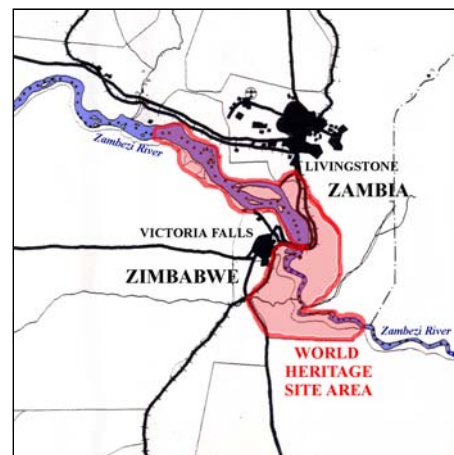 Zambezi River
LIVINGSTONE
ZAMBIA
VICTORIA FALLS
ZIMBABWE
Zambezi River
WORLD
HERITAGE
SITE AREA